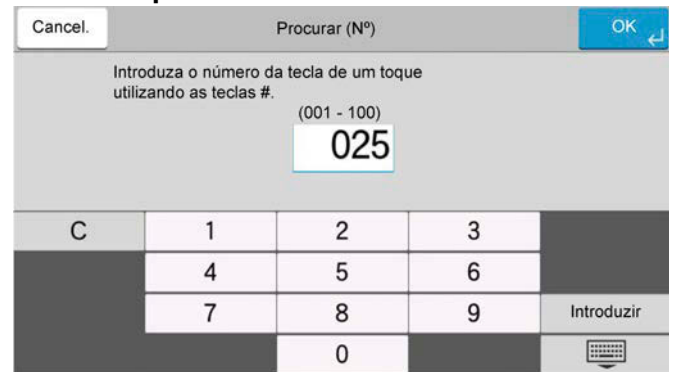 Cancel.
Procurar (Nº)
OK
Introduza o número da tecla de um toque
utilizando as teclas #.
(001 - 100)
025
C 1 2 3
4 5 6
7 8 9 Introduzir
0